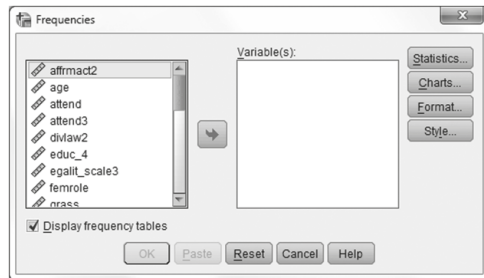 Frequencies
Variable(s):
affrmact2
age
attend
attend3
divlaw2
educ_4
egalit_scale3
femrole
grass
Statistics...
Charts...
Format...
Style...
Display frequency tables
OK
Paste
Reset
Cancel
Help